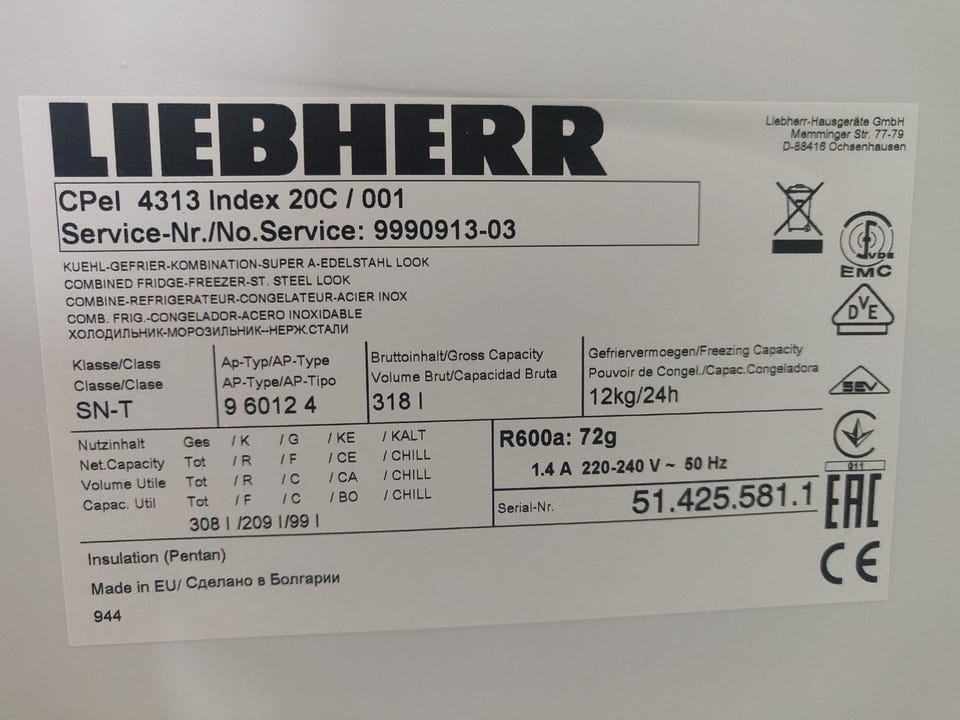 LIEBHERR
Liebherr-Hausgeräte GmbH
Memminger Str. 77-79
D-88416 Ochsenhausen
CPel 4313 Index 20C / 001
Service-Nr./No.Service: 9990913-03
KUEHL-GEFRIER-KOMBINATION-SUPER A-EDELSTAHL LOOK
COMBINED FRIDGE-FREEZER-ST. STEEL LOOK
COMBINE-REFRIGERATEUR-CONGELATEUR-ACIER INOX
COMB. FRIG.-CONGELADOR-ACERO INOXIDABLE
ХОЛОДИЛЬНИК-МОРОЗИЛЬНИК--НЕРЖ.СТАЛИ
VDE
EMC
DVE
SEV
011
EAC
CE
Klasse/Class
Classe/Clase
SN-T
Ap-Typ/AP-Type
AP-Type/AP-Tipo
9 6012 4
Bruttoinhalt/Gross Capacity
Volume Brut/Capacidad Bruta
318 l
Gefriervermoegen/Freezing Capacity
Pouvoir de Congel./Capac.Congeladora
12kg/24h
Nutzinhalt Ges / K / G / KE / KALT
Net.Capacity Tot / R / F / CE / CHILL
Volume Utile Tot / R / C / CA / CHILL
Capac. Util Tot / F / C / BO / CHILL
308 l /209 l /99 l
R600a: 72g
1.4 A 220-240 V ~ 50 Hz
Serial-Nr. 51.425.581.1
Insulation (Pentan)
Made in EU/ Сделано в Болгарии
944